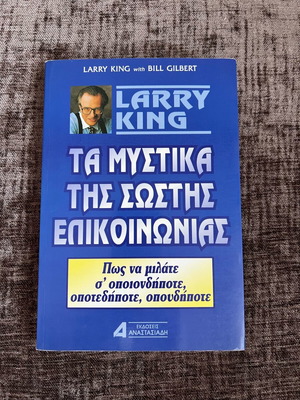 LARRY KING with BILL GILBERT
LARRY
KING
ΤΑ ΜΥΣΤΙΚΑ
ΤΗΣ ΣΩΣΤΗΣ
ΕΠΙΚΟΙΝΩΝΙΑΣ
Πως να μιλάτε
σ' οποιονδήποτε,
οποτεδήποτε, οπουδήποτε
ΕΚΔΟΣΕΙΣ
ΑΝΑΣΤΑΣΙΑΔΗ